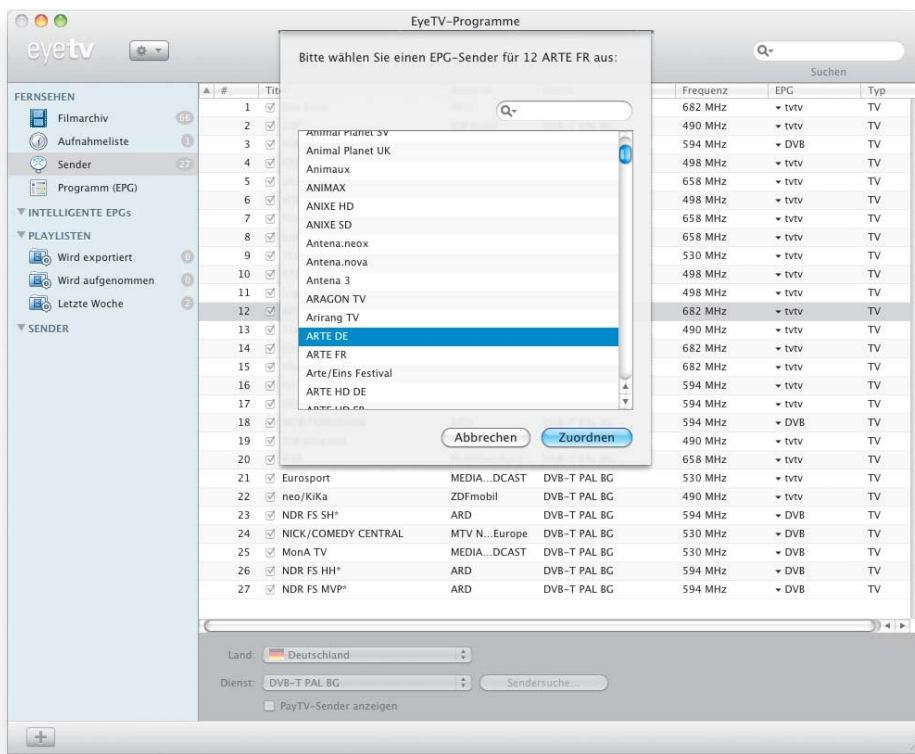 EyeTV-Programme
eyetv
Suchen
Bitte wählen Sie einen EPG-Sender für 12 ARTE FR aus:
Animal Planet SV
Animal Planet UK
Animaux
ANIMAX
ANIXE HD
ANIXE SD
Antena.neox
Antena.nova
Antena 3
ARAGON TV
Arirang TV
ARTE DE
ARTE FR
Arte/Eins Festival
ARTE HD DE
ARTE HD FR
Abbrechen
Zuordnen
FERNSEHEN
Filmarchiv 66
Aufnahmeliste 1
Sender 27
Programm (EPG)
INTELLIGENTE EPGs
PLAYLISTEN
Wird exportiert 0
Wird aufgenommen 0
Letzte Woche 2
SENDER
# Frequenz EPG Typ
1 682 MHz tvtv TV
2 490 MHz tvtv TV
3 594 MHz DVB TV
4 498 MHz tvtv TV
5 658 MHz tvtv TV
6 498 MHz tvtv TV
7 658 MHz tvtv TV
8 658 MHz tvtv TV
9 530 MHz tvtv TV
10 498 MHz tvtv TV
11 498 MHz tvtv TV
12 682 MHz tvtv TV
13 490 MHz tvtv TV
14 682 MHz tvtv TV
15 682 MHz tvtv TV
16 594 MHz tvtv TV
17 594 MHz tvtv TV
18 594 MHz DVB TV
19 490 MHz tvtv TV
20 658 MHz tvtv TV
21 Eurosport MEDIA...DCAST DVB-T PAL BG 530 MHz tvtv TV
22 neo/KiKa ZDFmobil DVB-T PAL BG 490 MHz tvtv TV
23 NDR FS SH* ARD DVB-T PAL BG 594 MHz DVB TV
24 NICK/COMEDY CENTRAL MTV N...Europe DVB-T PAL BG 530 MHz DVB TV
25 MonA TV MEDIA...DCAST DVB-T PAL BG 530 MHz DVB TV
26 NDR FS HH* ARD DVB-T PAL BG 594 MHz DVB TV
27 NDR FS MVP* ARD DVB-T PAL BG 594 MHz DVB TV
Land: Deutschland
Dienst: DVB-T PAL BG Sendersuche...
PayTV-Sender anzeigen